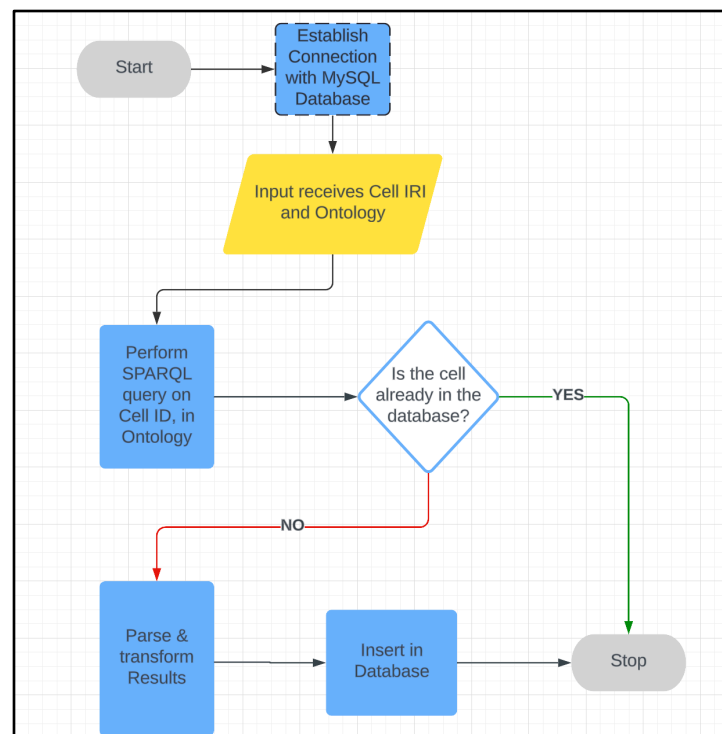 Start
Establish
Connection
with MySQL
Database
Input receives Cell IRI
and Ontology
Perform
SPARQL
query on
Cell ID, in
Ontology
Is the cell
already in the
database?
YES
NO
Parse &
transform
Results
Insert in
Database
Stop